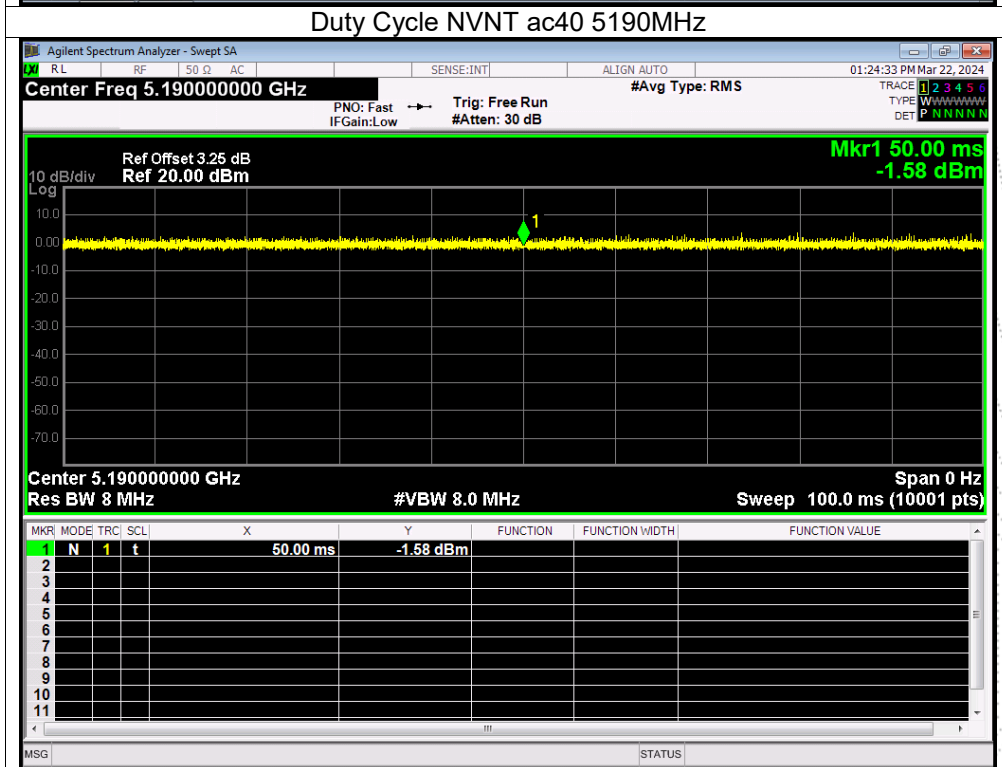 Duty Cycle NVNT ac40 5190MHz
Agilent Spectrum Analyzer - Swept SA
LXI RL RF 50 Ω AC SENSE:INT ALIGN AUTO 01:24:33 PM Mar 22, 2024
Center Freq 5.190000000 GHz #Avg Type: RMS TRACE 1 2 3 4 5 6
PNO: Fast Trig: Free Run TYPE WWWWWW
IFGain:Low #Atten: 30 dB DET P N N N N N
Mkr1 50.00 ms
Ref Offset 3.25 dB
10 dB/div Ref 20.00 dBm -1.58 dBm
Log
10.0
1
0.00
-10.0
-20.0
-30.0
-40.0
-50.0
-60.0
-70.0
Center 5.190000000 GHz Span 0 Hz
Res BW 8 MHz #VBW 8.0 MHz Sweep 100.0 ms (10001 pts)
MKR MODE TRC SCL X Y FUNCTION FUNCTION WIDTH FUNCTION VALUE
1 N 1 t 50.00 ms -1.58 dBm
2
3
4
5
6
7
8
9
10
11
MSG STATUS